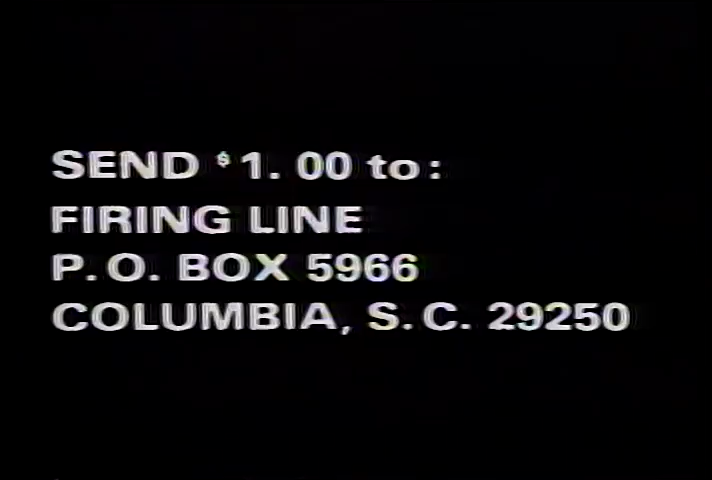 SEND $1.00 to:
FIRING LINE
P.O. BOX 5966
COLUMBIA, S.C. 29250